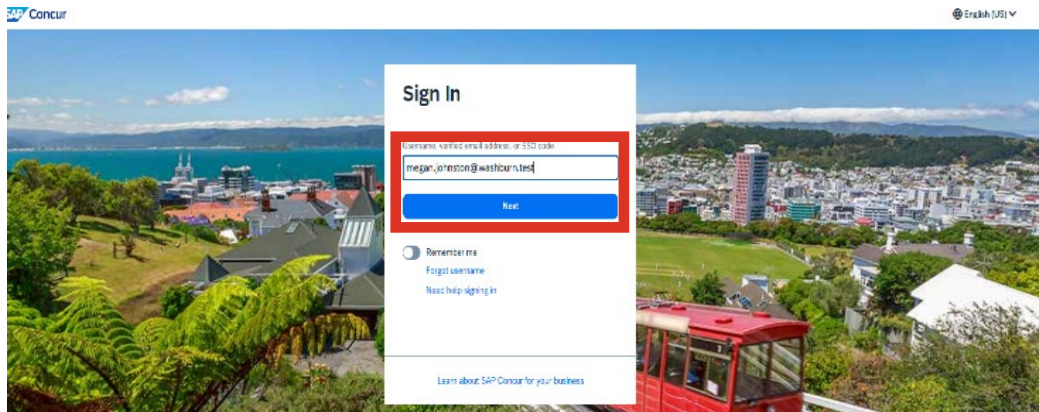 SAP Concur
English (US)
Sign In
Username, verified email address, or SSO code
megan.johnston@washburn.test
Next
Remember me
Forgot username
Need help signing in
Learn about SAP Concur for your business